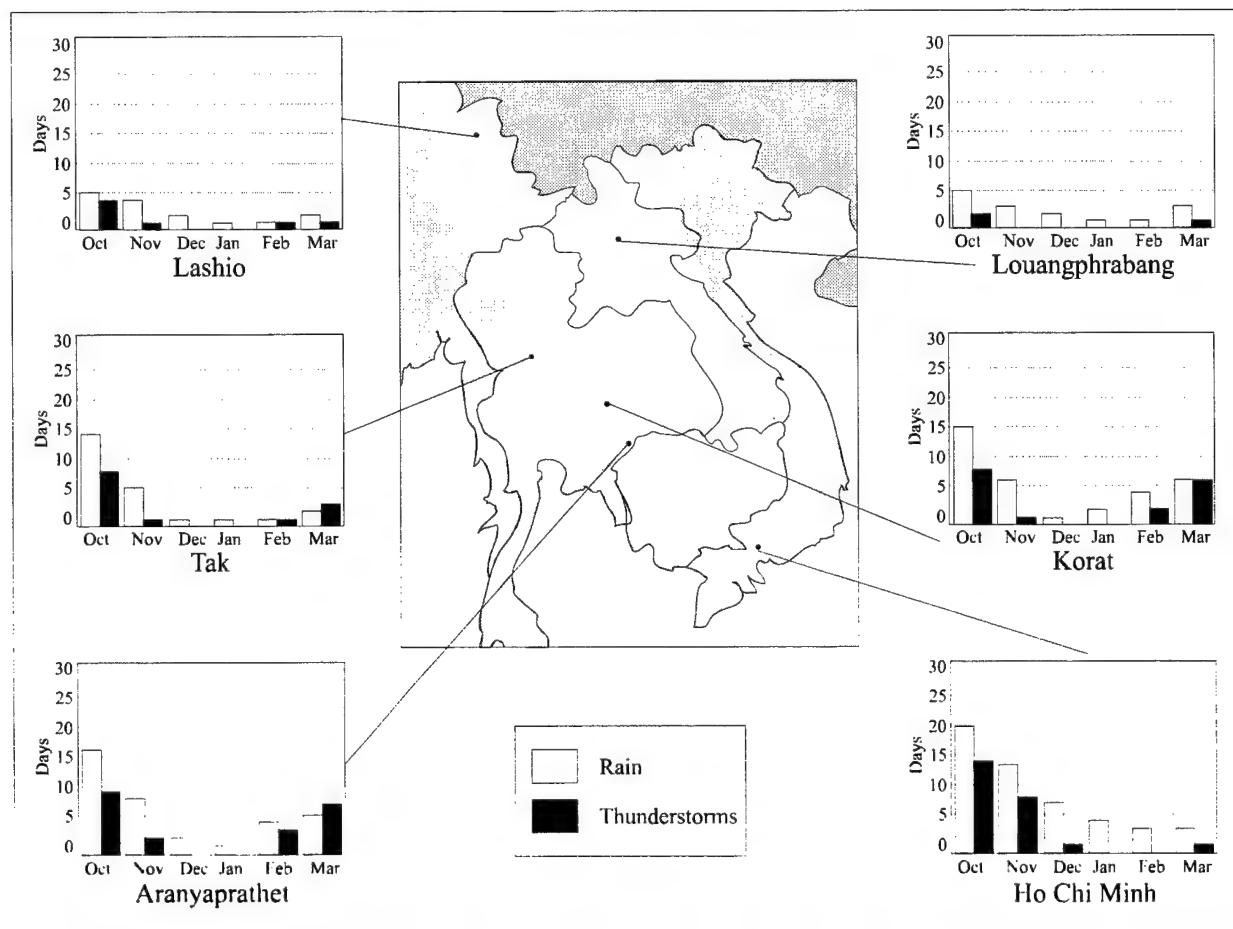 30
25
20
15
10
5
0
Days
Oct Nov Dec Jan Feb Mar
Lashio
30
25
20
15
10
5
0
Days
Oct Nov Dec Jan Feb Mar
Louangphrabang
30
25
20
15
10
5
0
Days
Oct Nov Dec Jan Feb Mar
Tak
30
25
20
15
10
5
0
Days
Oct Nov Dec Jan Feb Mar
Korat
30
25
20
15
10
5
0
Days
Oct Nov Dec Jan Feb Mar
Aranyaprathet
Rain
Thunderstorms
30
25
20
15
10
5
0
Days
Oct Nov Dec Jan Feb Mar
Ho Chi Minh